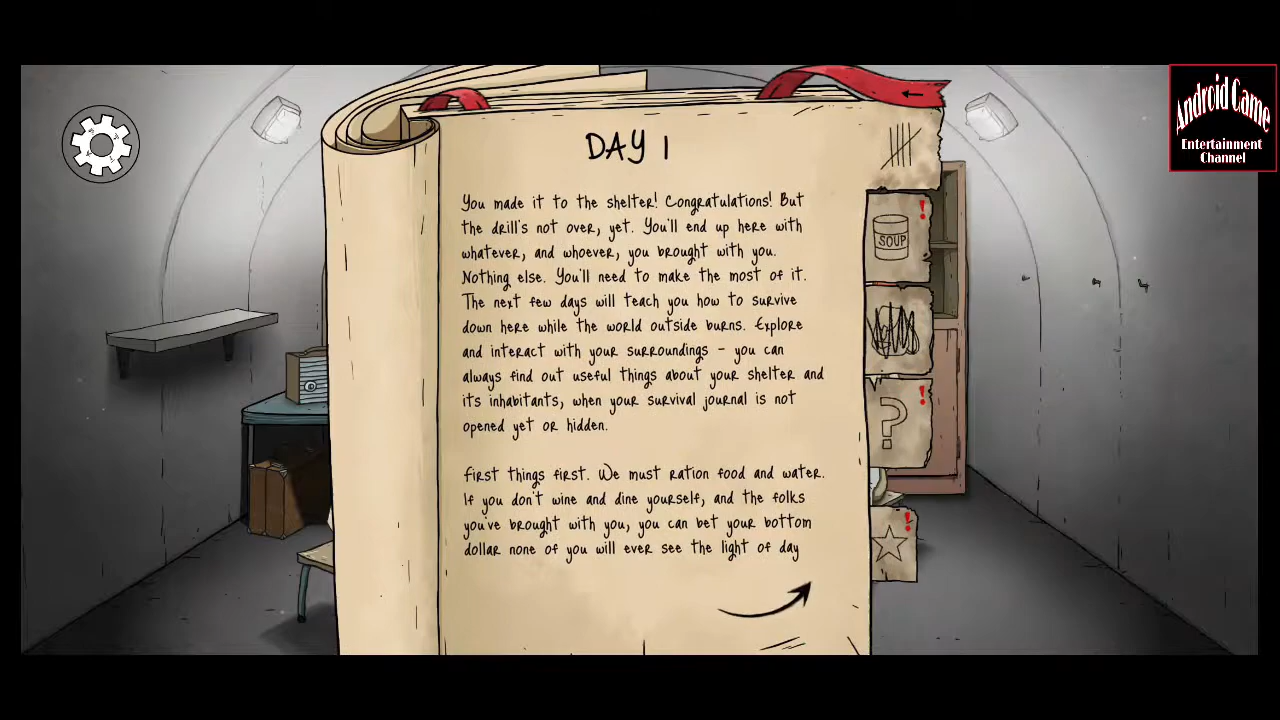 DAY 1
You made it to the shelter! Congratulations! But
the drill's not over, yet. You'll end up here with
whatever, and whoever, you brought with you.
Nothing else. You'll need to make the most of it.
The next few days will teach you how to survive
down here while the world outside burns. Explore
and interact with your surroundings - you can
always find out useful things about your shelter and
its inhabitants, when your survival journal is not
opened yet or hidden.
First things first. We must ration food and water.
If you don't wine and dine yourself, and the folks
you've brought with you, you can bet your bottom
dollar none of you will ever see the light of day
!
SOUP
!
?
!
Android Game
Entertainment
Channel